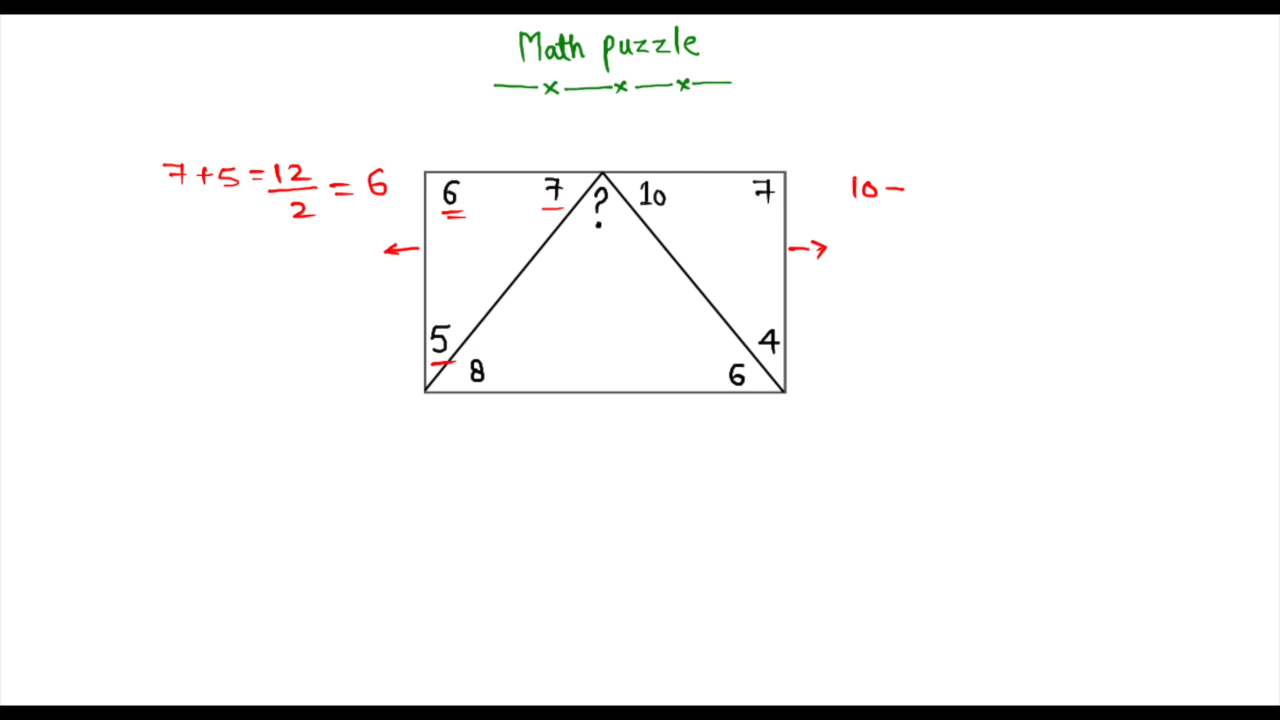 Math puzzle
7+5=12/2 = 6
6 7 ? 10 7
10-
5 4
8 6